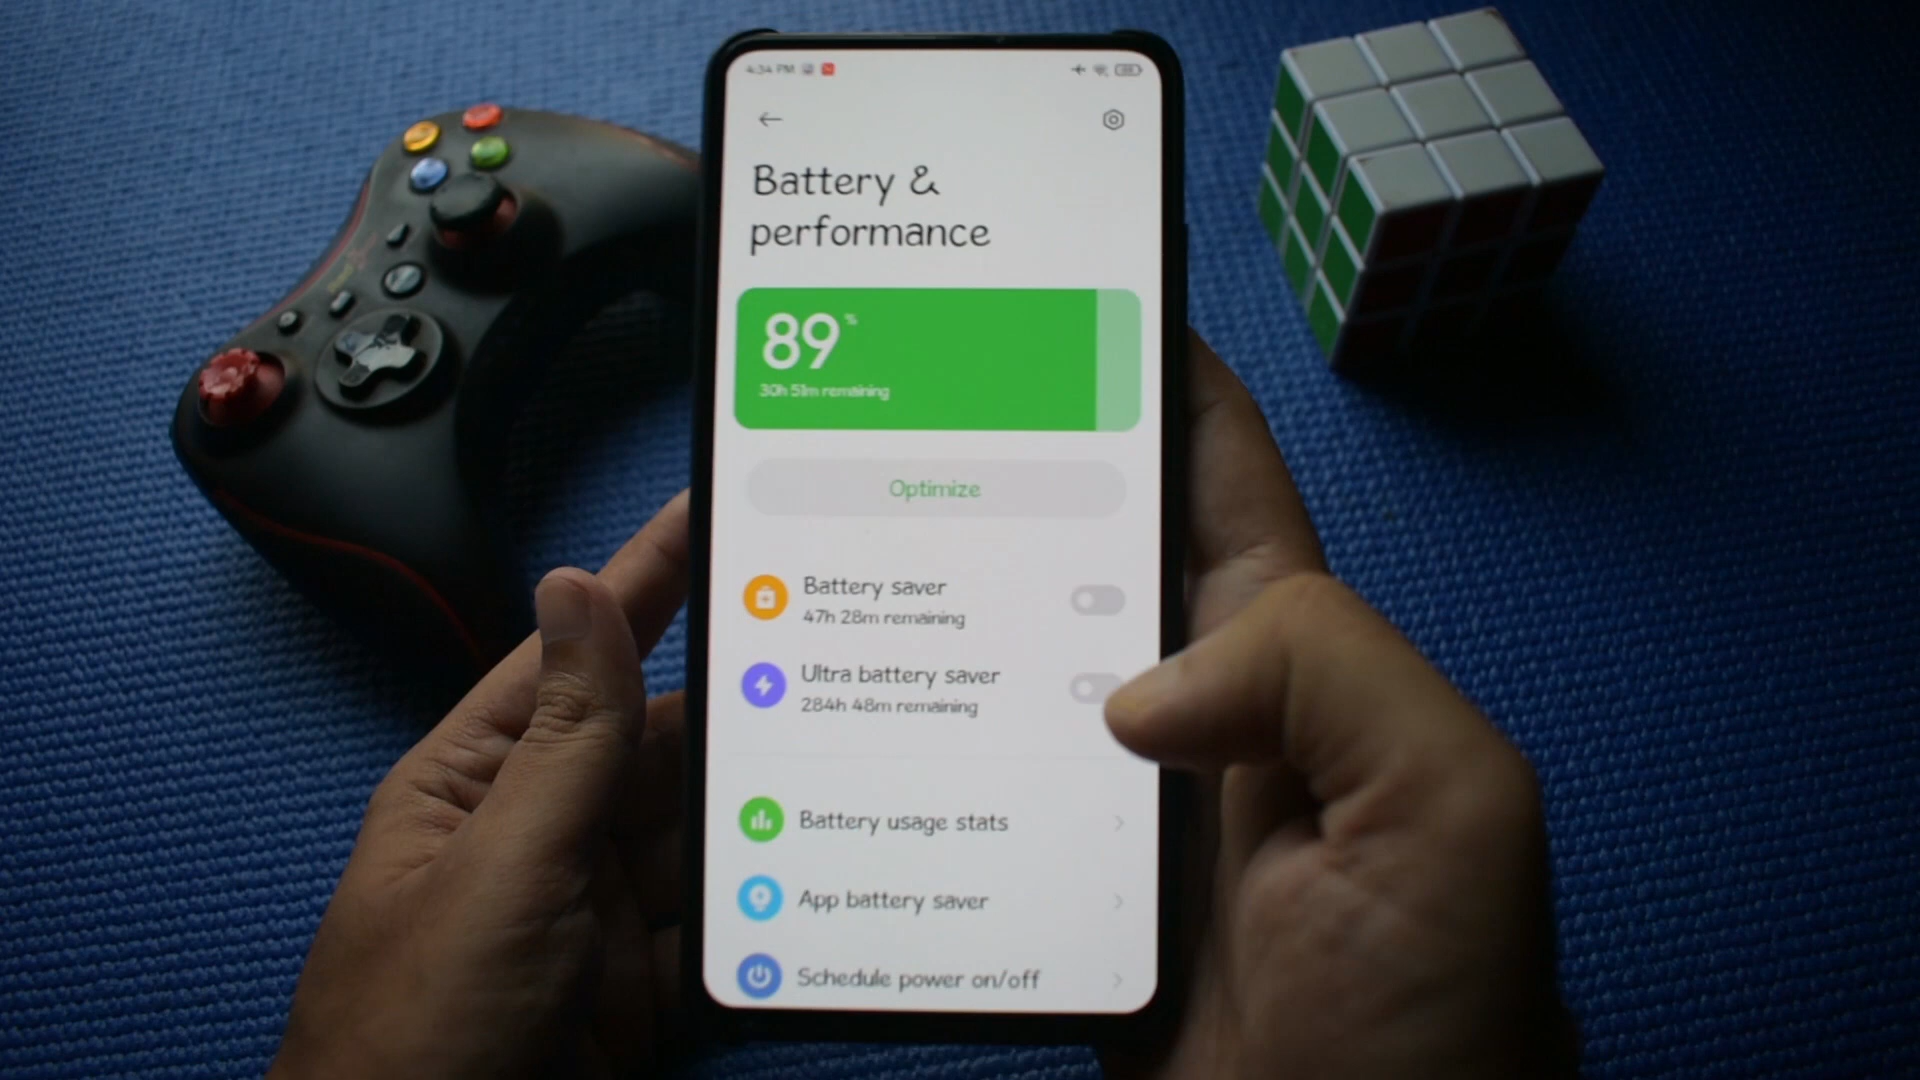 4:34 PM
Battery &
performance
89%
30h 51m remaining
Optimize
Battery saver
47h 28m remaining
Ultra battery saver
284h 48m remaining
Battery usage stats
App battery saver
Schedule power on/off